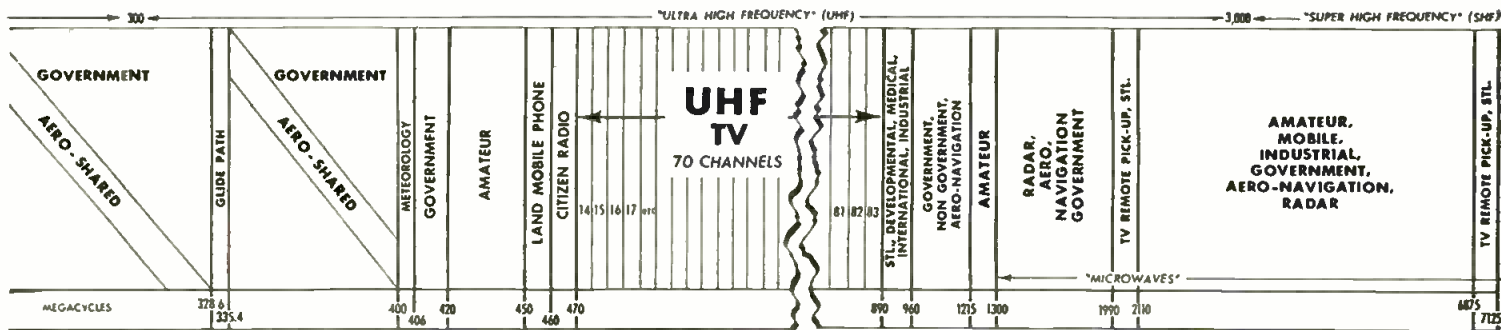 300
"ULTRA HIGH FREQUENCY" (UHF)
3,000
"SUPER HIGH FREQUENCY" (SHF)
GOVERNMENT
AERO-SHARED
GLIDE PATH
GOVERNMENT
AERO-SHARED
METEOROLOGY
GOVERNMENT
AMATEUR
LAND MOBILE PHONE
CITIZEN RADIO
14
15
16
17
etc
UHF
TV
70 CHANNELS
81
82
83
STL., DEVELOPMENTAL, MEDICAL,
INTERNATIONAL, INDUSTRIAL
GOVERNMENT,
NON GOVERNMENT,
AERO-NAVIGATION
AMATEUR
RADAR,
AERO.
NAVIGATION
GOVERNMENT
TV REMOTE PICK-UP, STL.
AMATEUR,
MOBILE,
INDUSTRIAL,
GOVERNMENT,
AERO-NAVIGATION,
RADAR
TV REMOTE PICK-UP, STL.
"MICROWAVES"
MEGACYCLES
328.6
335.4
400
406
420
450
460
470
890
960
1215
1300
1990
2110
6875
7125